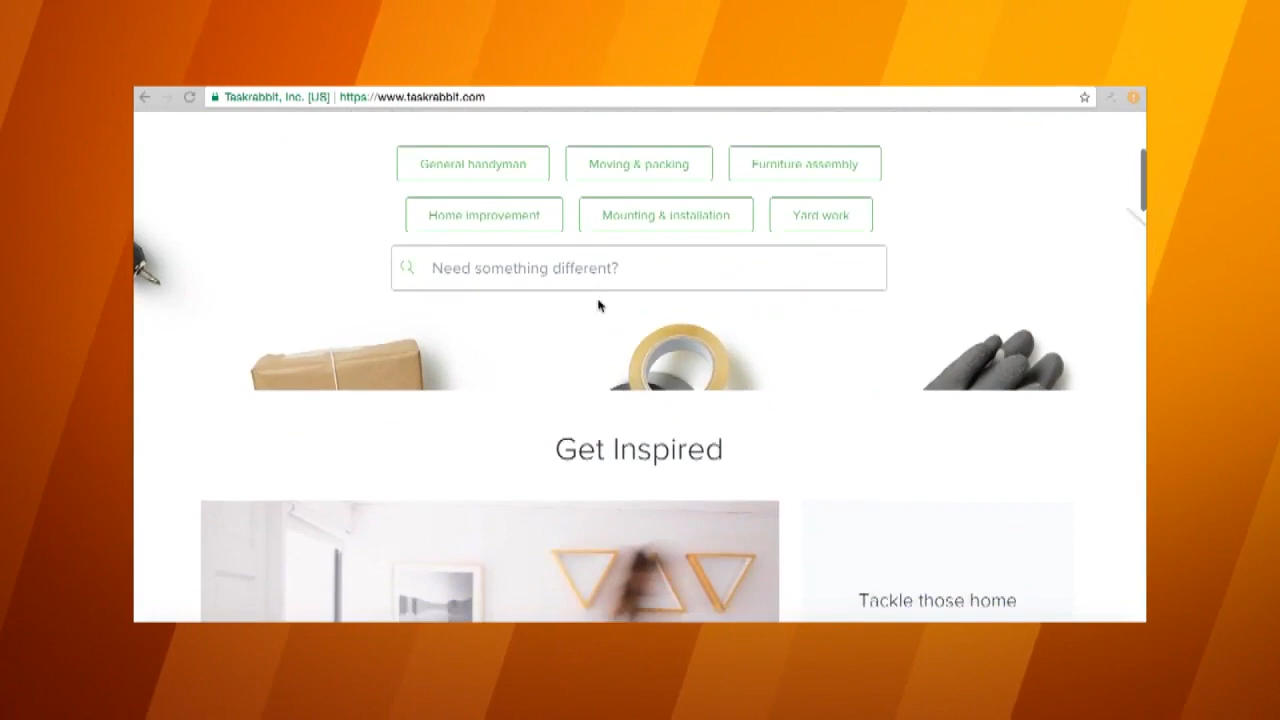 Taskrabbit, Inc. [US] | https://www.taskrabbit.com
General handyman Moving & packing Furniture assembly
Home improvement Mounting & installation Yard work
Need something different?
Get Inspired
Tackle those home